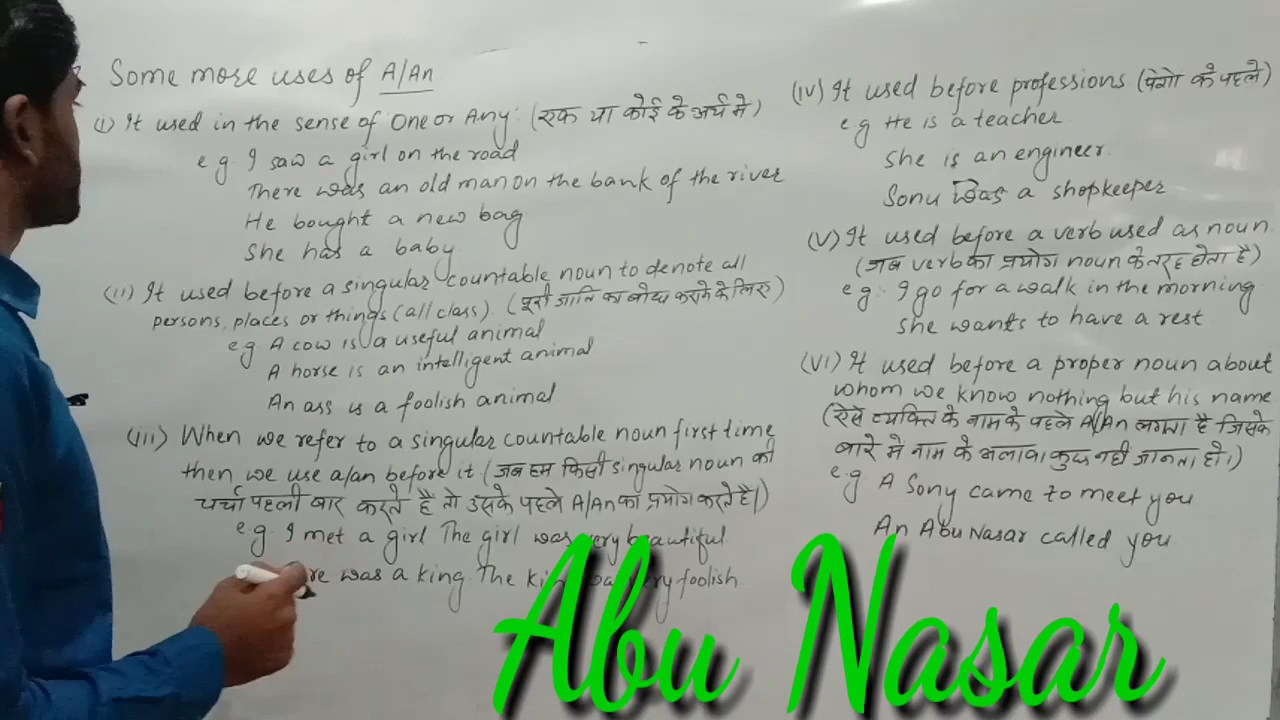 Some more uses of A/An
(i) It used in the sense of One or Any: (एक या कोई के अर्थ मे)
e g I saw a girl on the road
There was an old man on the bank of the river
He bought a new bag
She has a baby.
(ii) It used before a singular countable noun to denote all
persons, places or things (all class). (पूरी जाति का बोध कराने के लिए)
e g A cow is a useful animal
A horse is an intelligent animal
An ass is a foolish animal
(iii) When we refer to a singular countable noun first time
then we use a/an before it (जब हम किसी singular noun की
चर्चा पहली बार करते है तो उसके पहले A/An का प्रयोग करते है।)
e.g. I met a girl The girl was very beautiful
was a king. The foolish
(iv) It used before professions (पेशो के पहले)
e g He is a teacher
She is an engineer.
Sonu was a shopkeeper
(v) It used before a verb used as noun.
(जब verb का प्रयोग noun के तरह होता है)
e g :- I go for a walk in the morning
She wants to have a rest.
(vi) It used before a proper noun about
whom we know nothing but his name
(ऐसे व्यक्ति के नाम के पहले A/An लगता है जिसके
बारे मे नाम के अलावा कुछ नही जानता हो।)
e.g A Sony came to meet you
An Abu Nasar called you
Abu Nasar